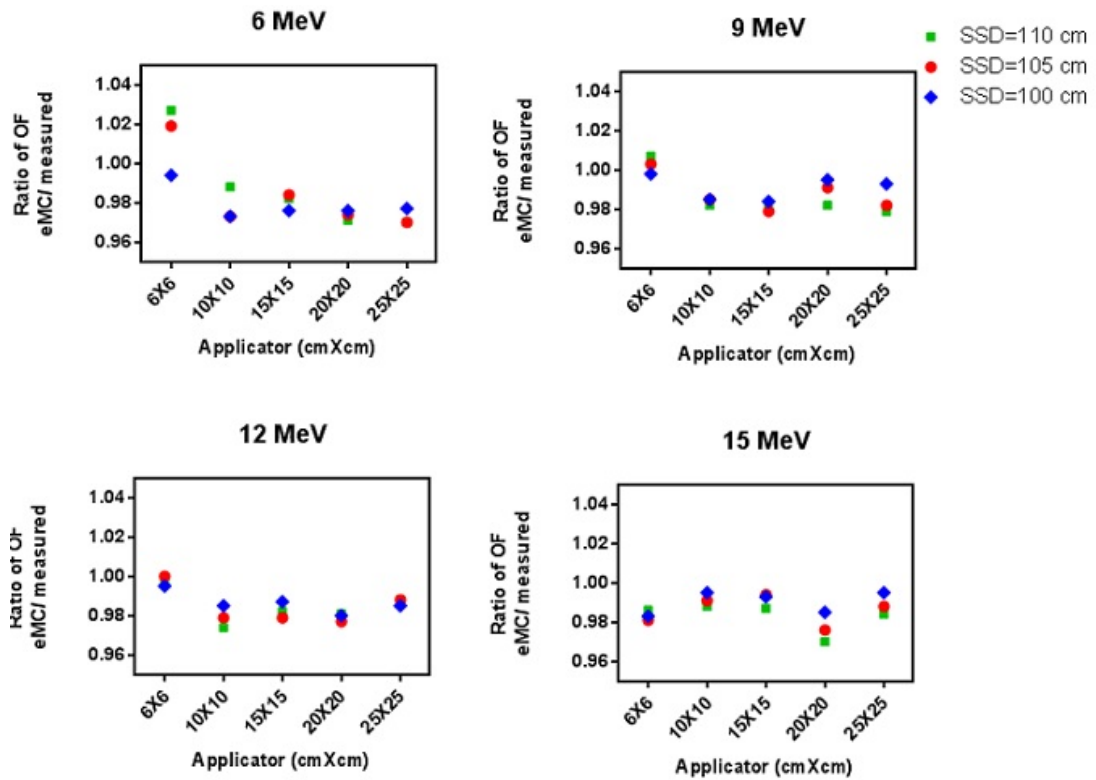 6 MeV
Ratio of OF
eMC/ measured
1.04
1.02
1.00
0.98
0.96
6X6
10X10
15X15
20X20
25X25
Applicator (cmXcm)
9 MeV
Ratio of OF
eMC/ measured
1.04
1.02
1.00
0.98
0.96
6X6
10X10
15X15
20X20
25X25
Applicator (cmXcm)
SSD=110 cm
SSD=105 cm
SSD=100 cm
12 MeV
Ratio of OF
eMC/ measured
1.04
1.02
1.00
0.98
0.96
6X6
10X10
15X15
20X20
25X25
Applicator (cmXcm)
15 MeV
Ratio of OF
eMC/ measured
1.04
1.02
1.00
0.98
0.96
6X6
10X10
15X15
20X20
25X25
Applicator (cmXcm)